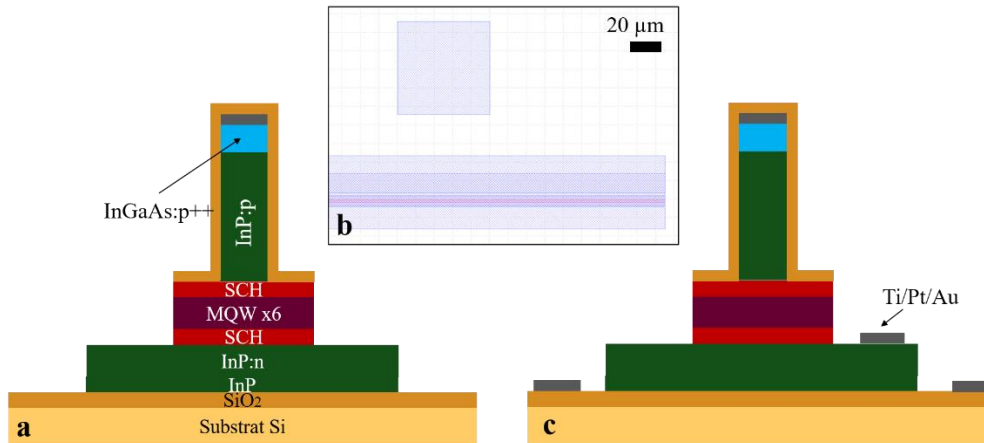 20 µm
b
InGaAs:p++
InP:p
SCH
MQW x6
SCH
InP:n
InP
SiO2
a
Substrat Si
Ti/Pt/Au
c